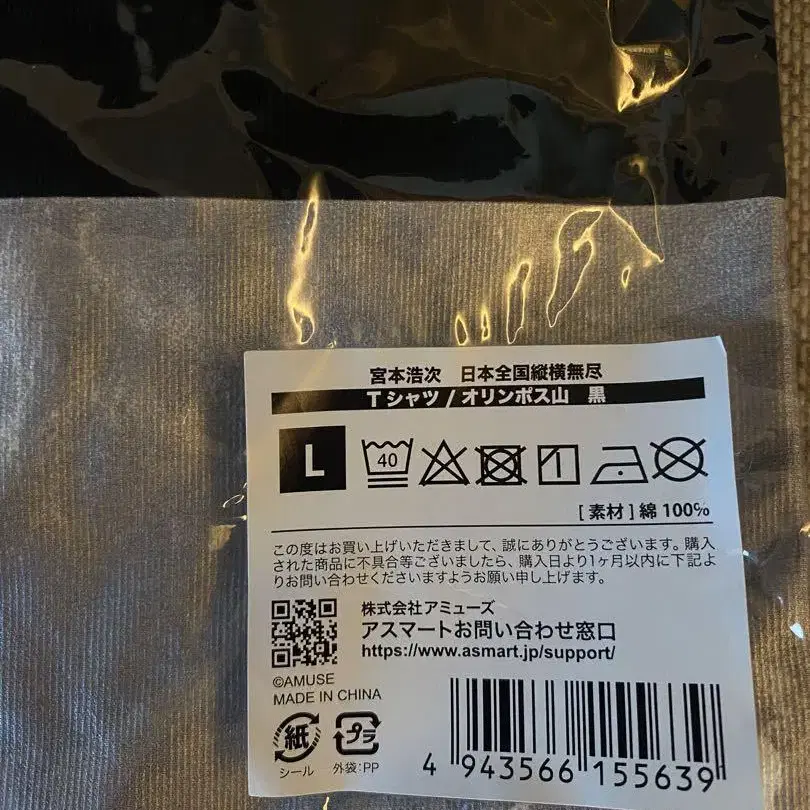 宮本浩次　日本全国縦横無尽
Tシャツ / オリンポス山　黒
L
40
[ 素材 ] 綿 100%
この度はお買い上げいただきまして、誠にありがとうございます。購入
された商品に不具合等ございましたら、購入日より1ヶ月以内に下記よ
りお問い合わせくださいますようお願い申し上げます。
株式会社アミューズ
アスマートお問い合わせ窓口
https://www.asmart.jp/support/
©AMUSE
MADE IN CHINA
紙
シール
プラ
外袋:PP
4 943566 155639